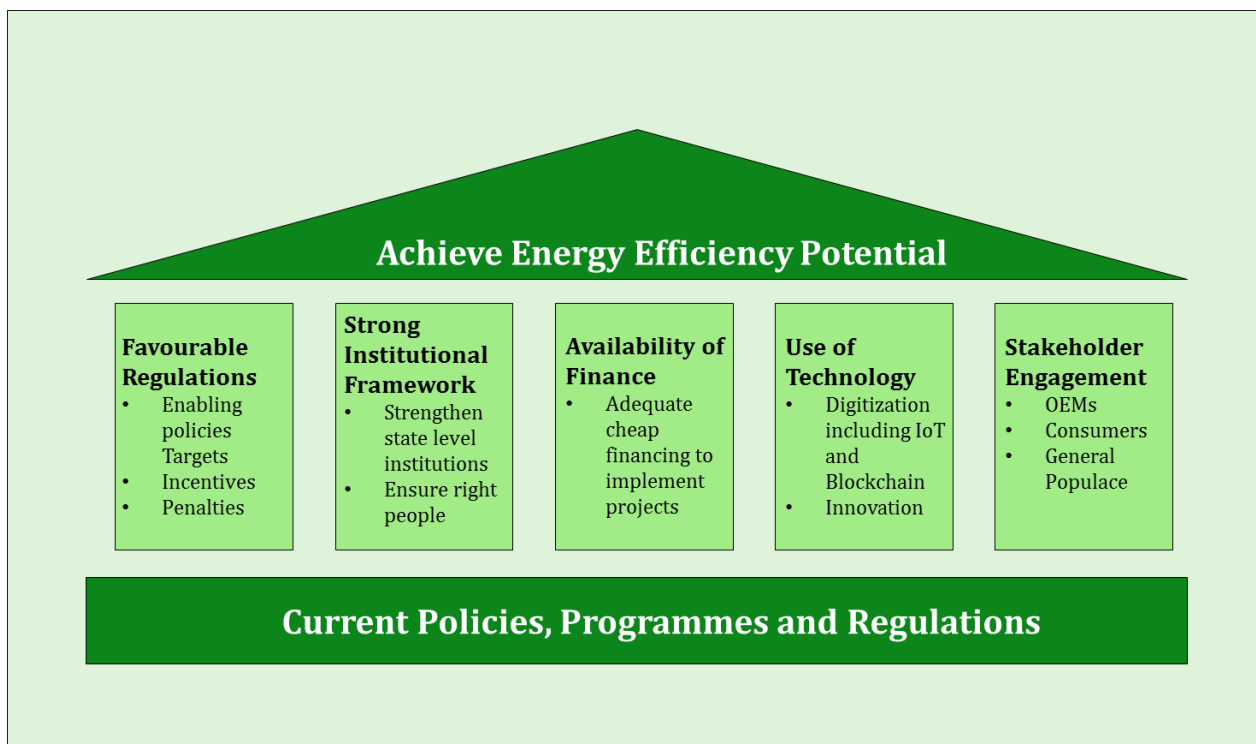 Achieve Energy Efficiency Potential
Favourable
Regulations
• Enabling
policies
Targets
• Incentives
• Penalties
Strong
Institutional
Framework
• Strengthen
state level
institutions
• Ensure right
people
Availability of
Finance
• Adequate
cheap
financing to
implement
projects
Use of
Technology
• Digitization
including IoT
and
Blockchain
• Innovation
Stakeholder
Engagement
• OEMs
• Consumers
• General
Populace
Current Policies, Programmes and Regulations